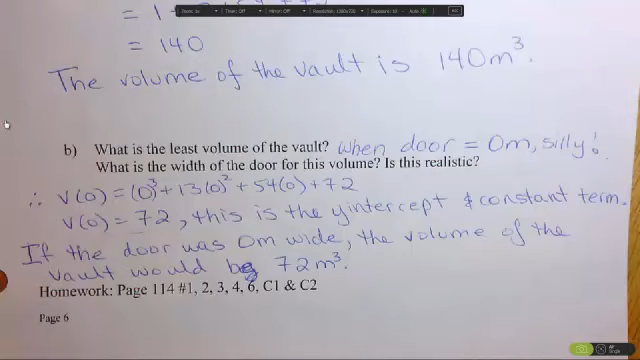 = 140
The volume of the vault is 140m³.
b) What is the least volume of the vault? when door = 0m, silly!
What is the width of the door for this volume? Is this realistic?
∴ V(0) = (0)³ + 13(0)² + 54(0) + 72
V(0) = 72, this is the yintercept & constant term.
If the door was 0m wide, the volume of the
vault would be 72m³.
Homework: Page 114 #1, 2, 3, 4, 6, C1 & C2
Page 6